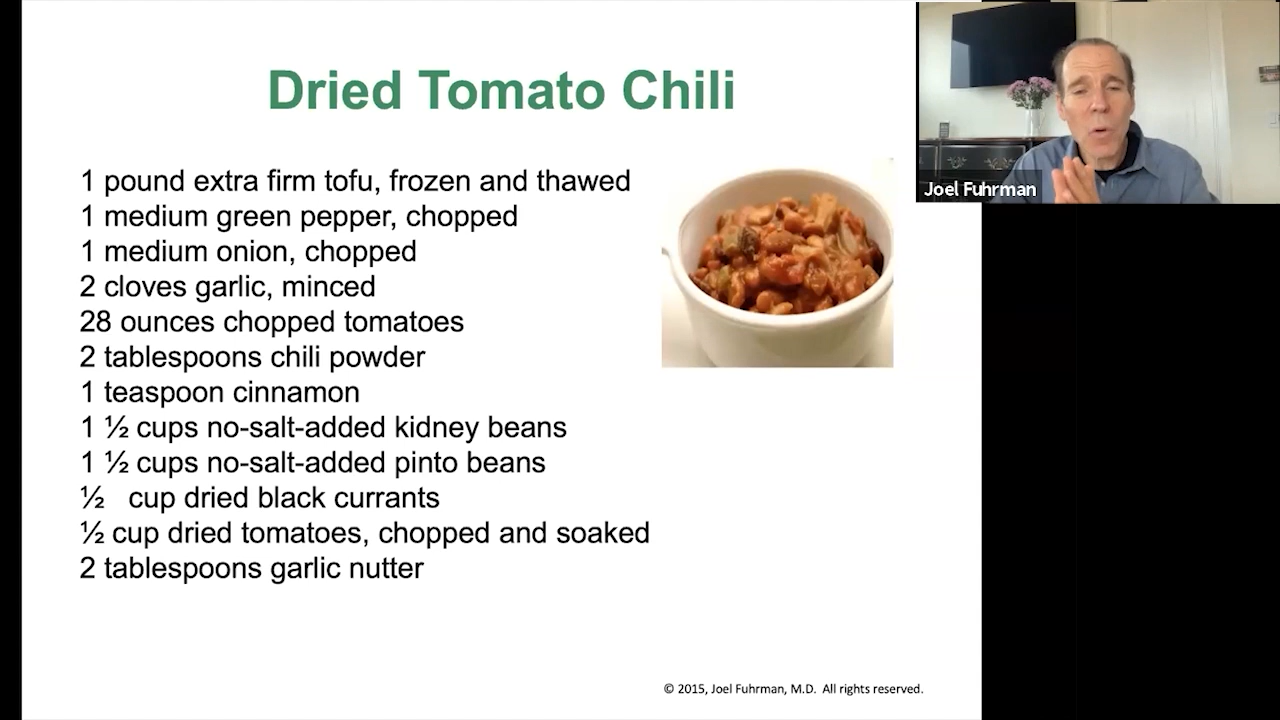 Dried Tomato Chili
1 pound extra firm tofu, frozen and thawed
1 medium green pepper, chopped
1 medium onion, chopped
2 cloves garlic, minced
28 ounces chopped tomatoes
2 tablespoons chili powder
1 teaspoon cinnamon
1 ½ cups no-salt-added kidney beans
1 ½ cups no-salt-added pinto beans
½ cup dried black currants
½ cup dried tomatoes, chopped and soaked
2 tablespoons garlic nutter
© 2015, Joel Fuhrman, M.D. All rights reserved.
Joel Fuhrman